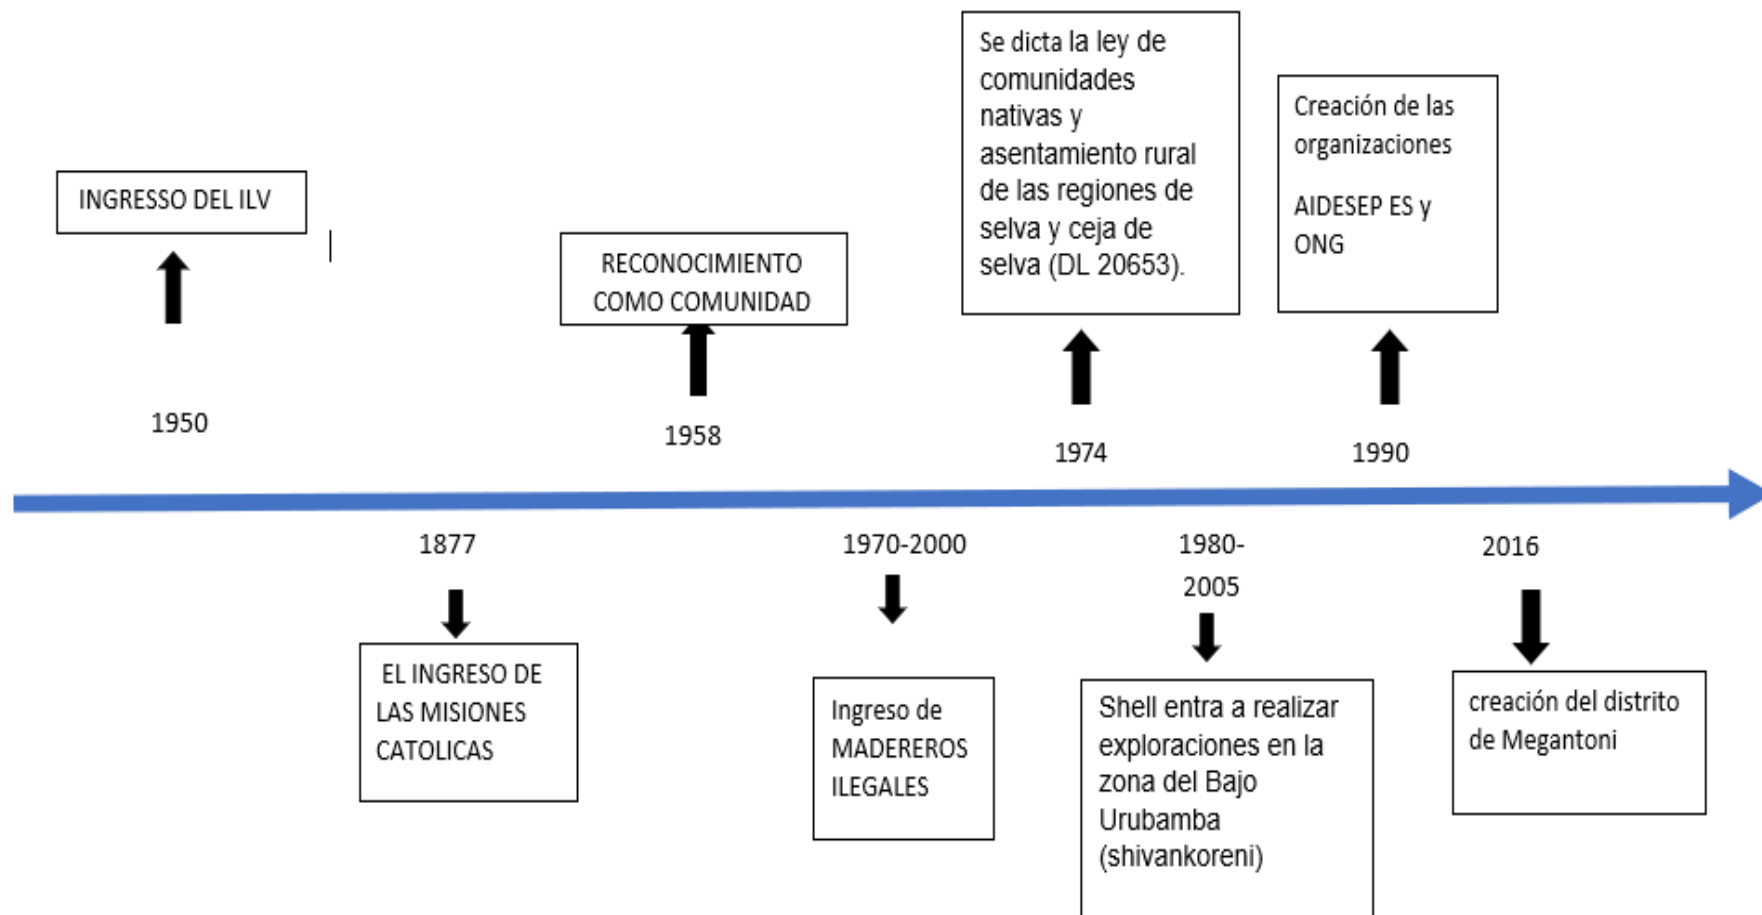 INGRESSO DEL ILV
1950
RECONOCIMIENTO
COMO COMUNIDAD
1958
Se dicta la ley de
comunidades
nativas y
asentamiento rural
de las regiones de
selva y ceja de
selva (DL 20653).
1974
Creación de las
organizaciones
AIDESEP ES y
ONG
1990
1877
EL INGRESO DE
LAS MISIONES
CATOLICAS
1970-2000
Ingreso de
MADEREROS
ILEGALES
1980-
2005
Shell entra a realizar
exploraciones en la
zona del Bajo
Urubamba
(shivankoreni)
2016
creación del distrito
de Megantoni